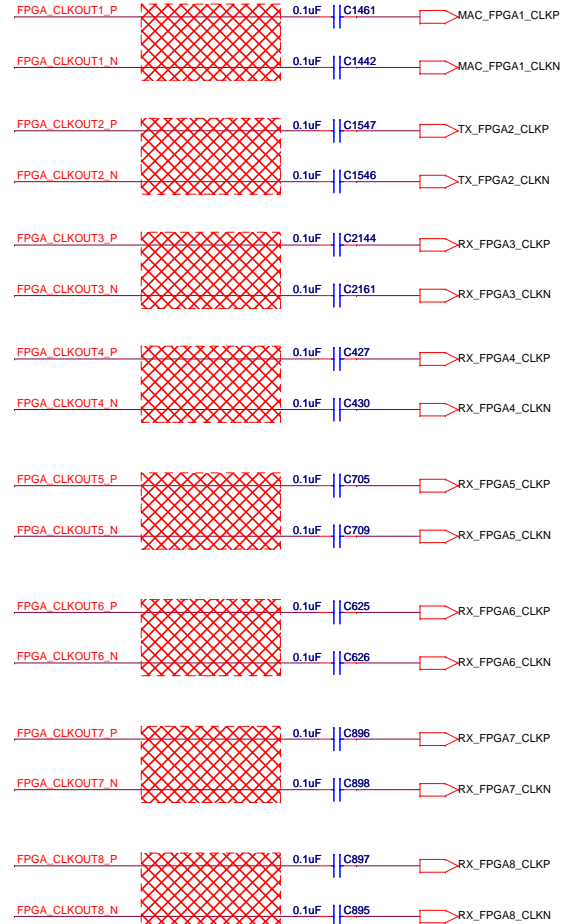 FPGA_CLKOUT1_P 0.1uF C1461 MAC_FPGA1_CLKP
FPGA_CLKOUT1_N 0.1uF C1442 MAC_FPGA1_CLKN
FPGA_CLKOUT2_P 0.1uF C1547 TX_FPGA2_CLKP
FPGA_CLKOUT2_N 0.1uF C1546 TX_FPGA2_CLKN
FPGA_CLKOUT3_P 0.1uF C2144 RX_FPGA3_CLKP
FPGA_CLKOUT3_N 0.1uF C2161 RX_FPGA3_CLKN
FPGA_CLKOUT4_P 0.1uF C427 RX_FPGA4_CLKP
FPGA_CLKOUT4_N 0.1uF C430 RX_FPGA4_CLKN
FPGA_CLKOUT5_P 0.1uF C705 RX_FPGA5_CLKP
FPGA_CLKOUT5_N 0.1uF C709 RX_FPGA5_CLKN
FPGA_CLKOUT6_P 0.1uF C625 RX_FPGA6_CLKP
FPGA_CLKOUT6_N 0.1uF C626 RX_FPGA6_CLKN
FPGA_CLKOUT7_P 0.1uF C896 RX_FPGA7_CLKP
FPGA_CLKOUT7_N 0.1uF C898 RX_FPGA7_CLKN
FPGA_CLKOUT8_P 0.1uF C897 RX_FPGA8_CLKP
FPGA_CLKOUT8_N 0.1uF C895 RX_FPGA8_CLKN